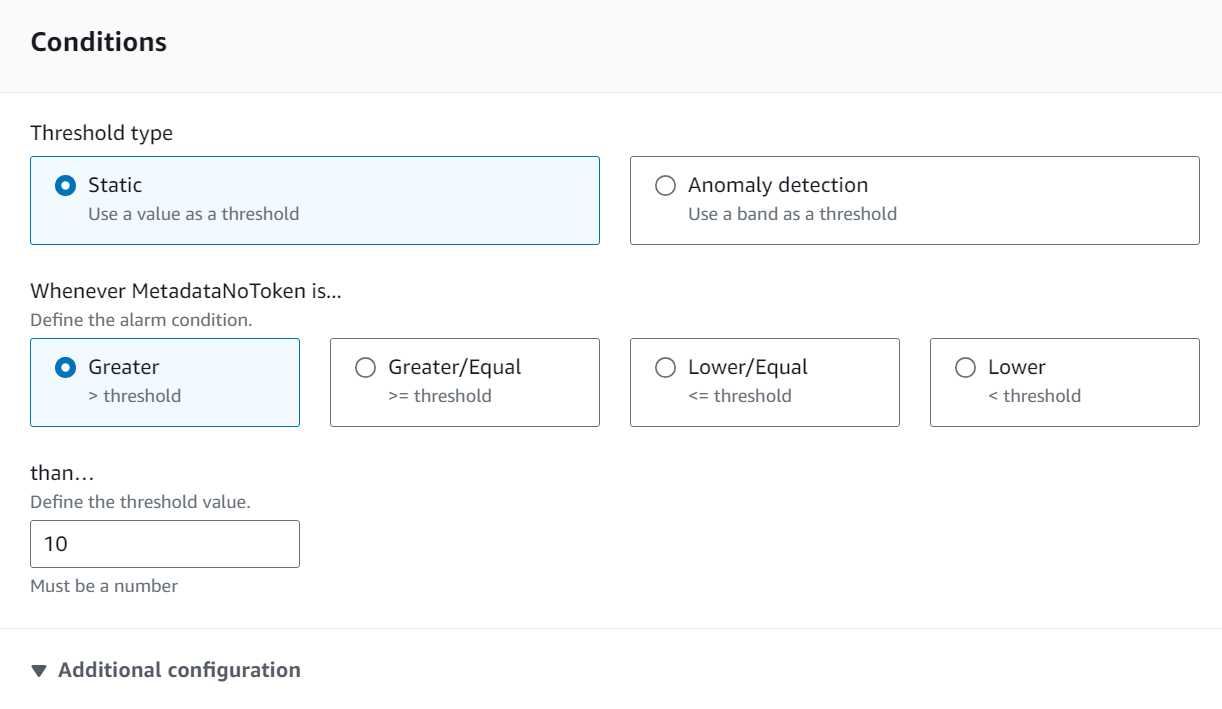 Conditions
Threshold type
Static
Use a value as a threshold
Anomaly detection
Use a band as a threshold
Whenever MetadataNoToken is...
Define the alarm condition.
Greater
> threshold
Greater/Equal
>= threshold
Lower/Equal
<= threshold
Lower
< threshold
than...
Define the threshold value.
10
Must be a number
Additional configuration